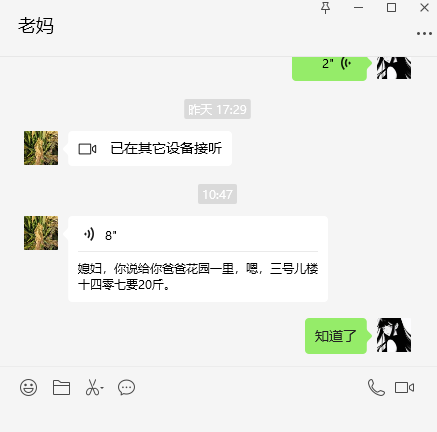 老妈
2"
昨天 17:29
已在其它设备接听
10:47
8"
媳妇，你说给你爸爸花园一里，嗯，三号儿楼
十四零七要20斤。
知道了